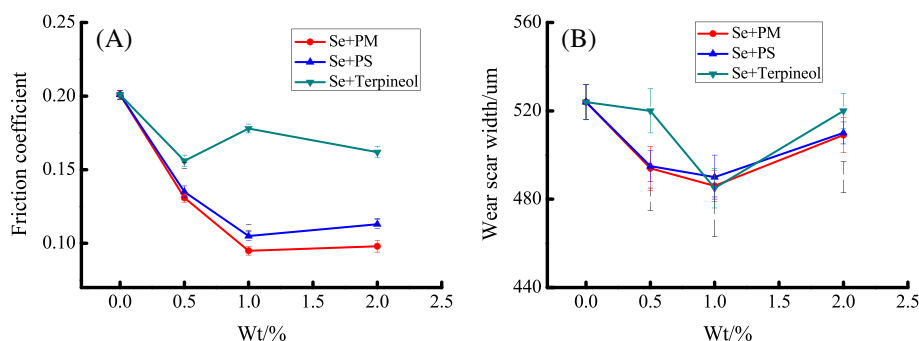 (A)
Se+PM
Se+PS
Se+Terpineol
Friction coefficient
0.25
0.20
0.15
0.10
0.0 0.5 1.0 1.5 2.0 2.5
Wt/%
(B)
Se+PM
Se+PS
Se+Terpineol
Wear scar width/um
560
520
480
440
0.0 0.5 1.0 1.5 2.0 2.5
Wt/%